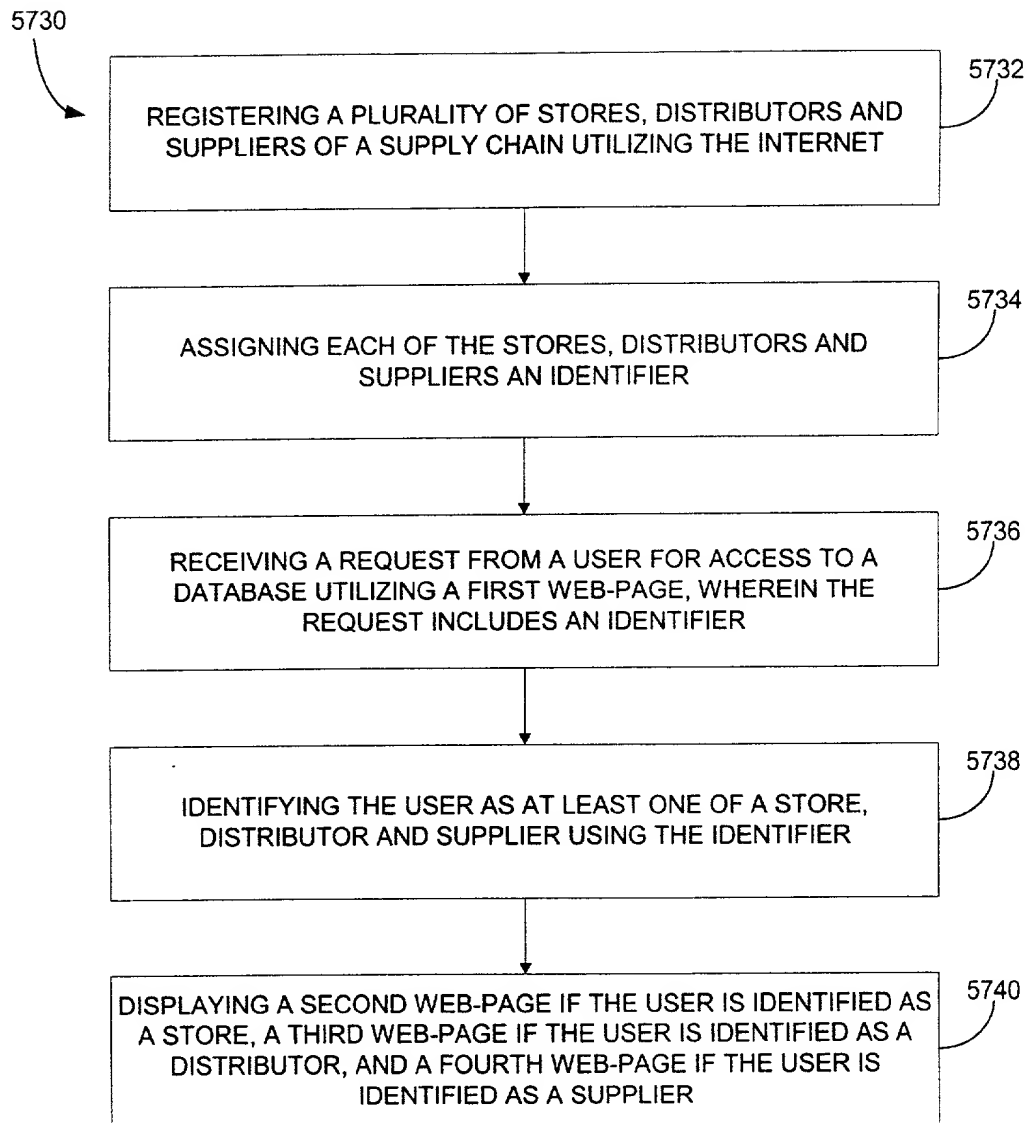 5730
5732
REGISTERING A PLURALITY OF STORES, DISTRIBUTORS AND
SUPPLIERS OF A SUPPLY CHAIN UTILIZING THE INTERNET
5734
ASSIGNING EACH OF THE STORES, DISTRIBUTORS AND
SUPPLIERS AN IDENTIFIER
5736
RECEIVING A REQUEST FROM A USER FOR ACCESS TO A
DATABASE UTILIZING A FIRST WEB-PAGE, WHEREIN THE
REQUEST INCLUDES AN IDENTIFIER
5738
IDENTIFYING THE USER AS AT LEAST ONE OF A STORE,
DISTRIBUTOR AND SUPPLIER USING THE IDENTIFIER
5740
DISPLAYING A SECOND WEB-PAGE IF THE USER IS IDENTIFIED AS
A STORE, A THIRD WEB-PAGE IF THE USER IS IDENTIFIED AS A
DISTRIBUTOR, AND A FOURTH WEB-PAGE IF THE USER IS
IDENTIFIED AS A SUPPLIER